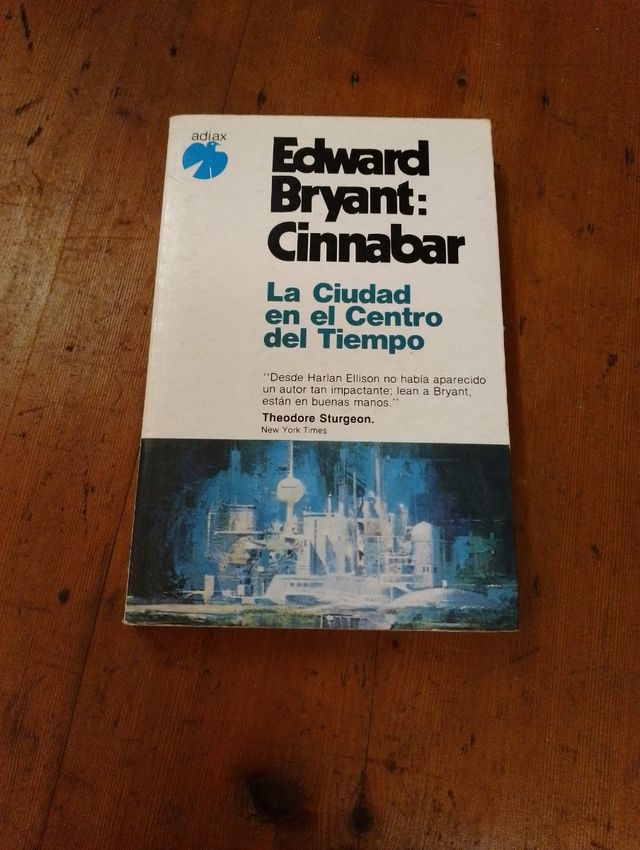 adiax
Edward
Bryant:
Cinnabar
La Ciudad
en el Centro
del Tiempo
"Desde Harlan Ellison no había aparecido
un autor tan impactante; lean a Bryant,
están en buenas manos."
Theodore Sturgeon.
New York Times